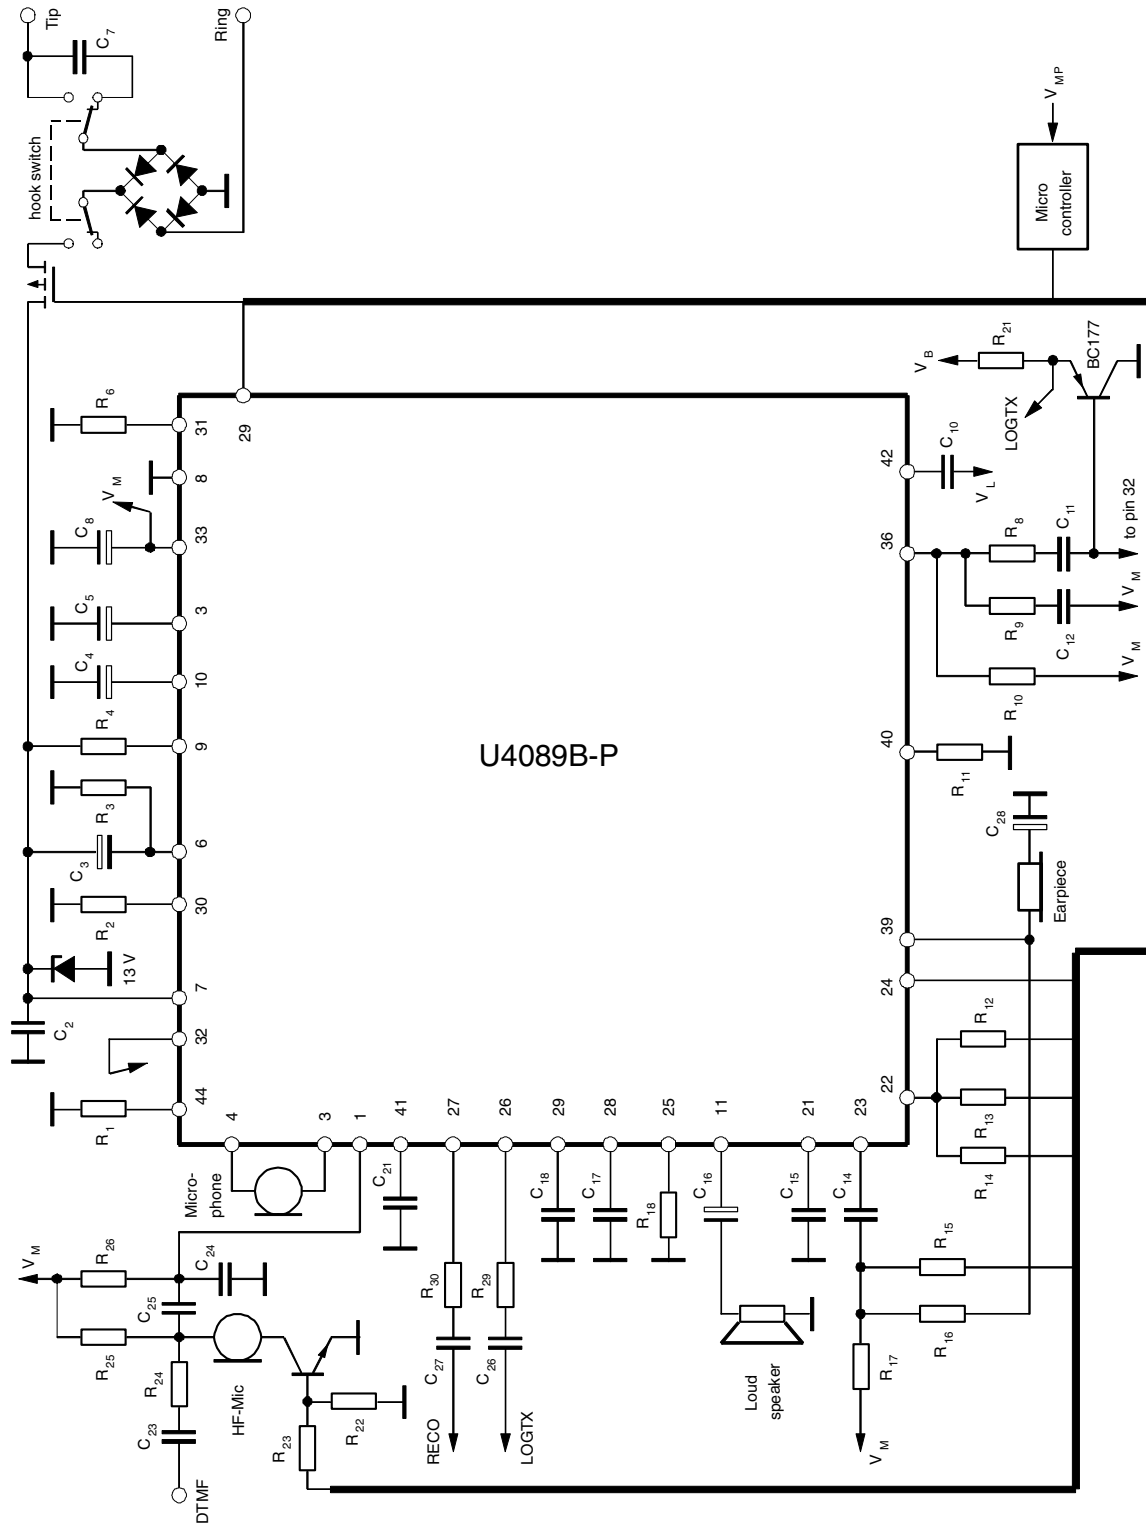 Tip
Ring
C7
hook switch
Micro
controller
VMP
R6
31
29
8
VM
C8
33
C5
3
C4
10
R4
9
R3
C3
6
R2
30
13 V
7
C2
32
R1
44
U4089B-P
VB
R21
BC177
LOGTX
C10
42
VL
36
R8
C11
to pin 32
R9
C12
VM
R10
VM
40
R11
C28
Earpiece
39
24
22
R12
R13
R14
4
3
1
41
27
26
29
28
25
11
21
23
Micro-
phone
C21
C18
C17
R18
C16
C15
C14
R15
R16
R17
VM
Loud
speaker
R30
R29
C27
C26
RECO
LOGTX
VM
R26
C24
C25
R25
R24
C23
HF-Mic
R23
R22
DTMF